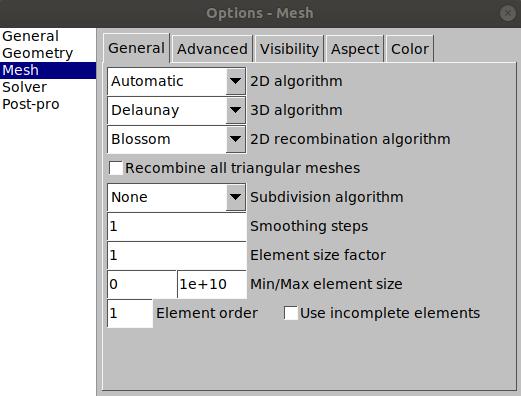 Options - Mesh
General
Geometry
Mesh
Solver
Post-pro
General Advanced Visibility Aspect Color
Automatic 2D algorithm
Delaunay 3D algorithm
Blossom 2D recombination algorithm
Recombine all triangular meshes
None Subdivision algorithm
1 Smoothing steps
1 Element size factor
0 1e+10 Min/Max element size
1 Element order Use incomplete elements